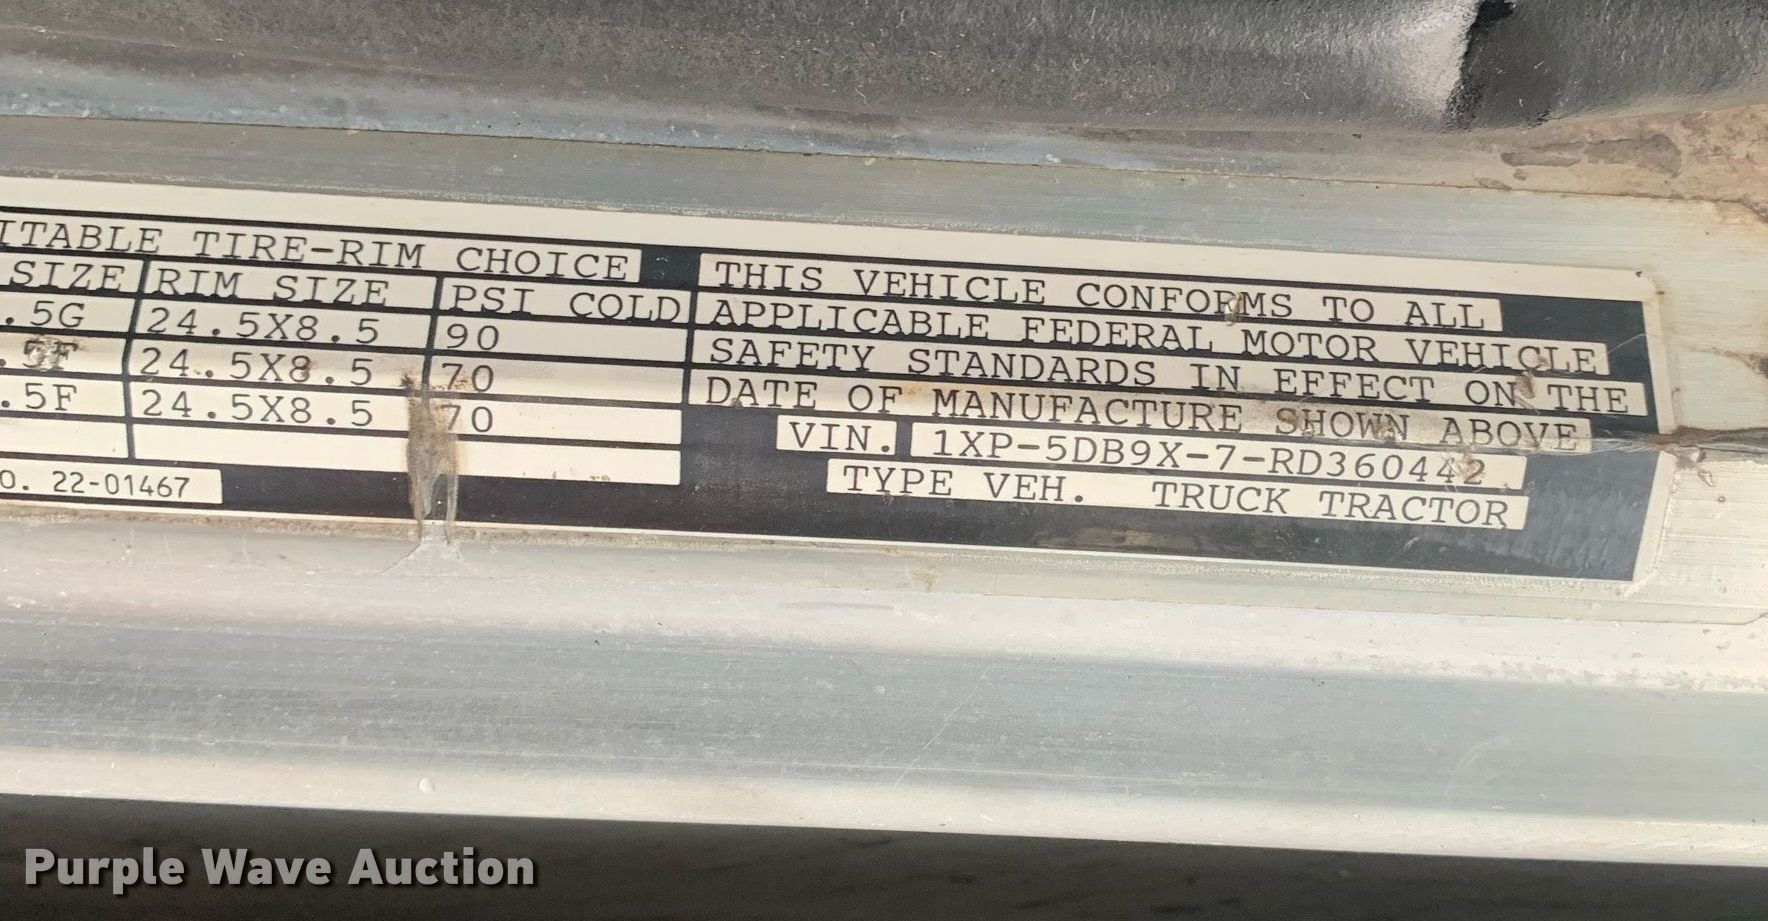 ITABLE TIRE-RIM CHOICE
SIZE RIM SIZE PSI COLD
.5G 24.5X8.5 90
.5F 24.5X8.5 70
.5F 24.5X8.5 70
O. 22-01467
THIS VEHICLE CONFORMS TO ALL
APPLICABLE FEDERAL MOTOR VEHICLE
SAFETY STANDARDS IN EFFECT ON THE
DATE OF MANUFACTURE SHOWN ABOVE
VIN. 1XP-5DB9X-7-RD360442
TYPE VEH. TRUCK TRACTOR
Purple Wave Auction